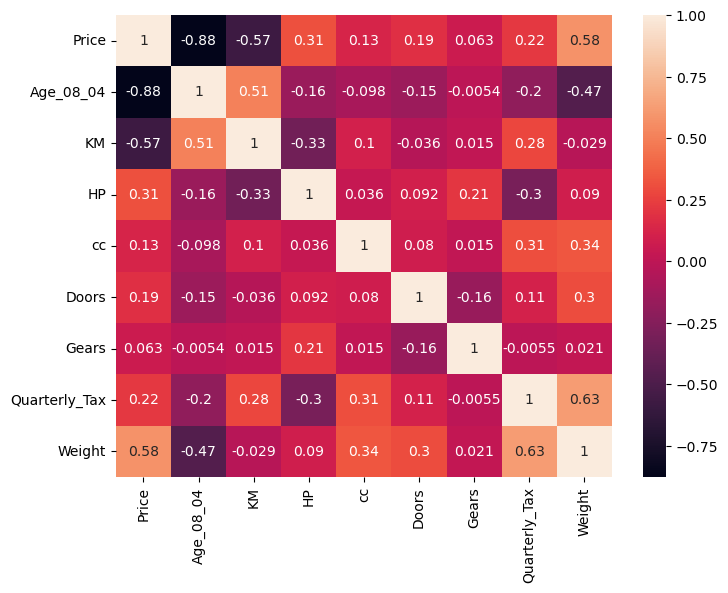 Price 1 -0.88 -0.57 0.31 0.13 0.19 0.063 0.22 0.58
Age_08_04 -0.88 1 0.51 -0.16 -0.098 -0.15 -0.0054 -0.2 -0.47
KM -0.57 0.51 1 -0.33 0.1 -0.036 0.015 0.28 -0.029
HP 0.31 -0.16 -0.33 1 0.036 0.092 0.21 -0.3 0.09
cc 0.13 -0.098 0.1 0.036 1 0.08 0.015 0.31 0.34
Doors 0.19 -0.15 -0.036 0.092 0.08 1 -0.16 0.11 0.3
Gears 0.063 -0.0054 0.015 0.21 0.015 -0.16 1 -0.0055 0.021
Quarterly_Tax 0.22 -0.2 0.28 -0.3 0.31 0.11 -0.0055 1 0.63
Weight 0.58 -0.47 -0.029 0.09 0.34 0.3 0.021 0.63 1
Price Age_08_04 KM HP cc Doors Gears Quarterly_Tax Weight
1.00
0.75
0.50
0.25
0.00
−0.25
−0.50
−0.75